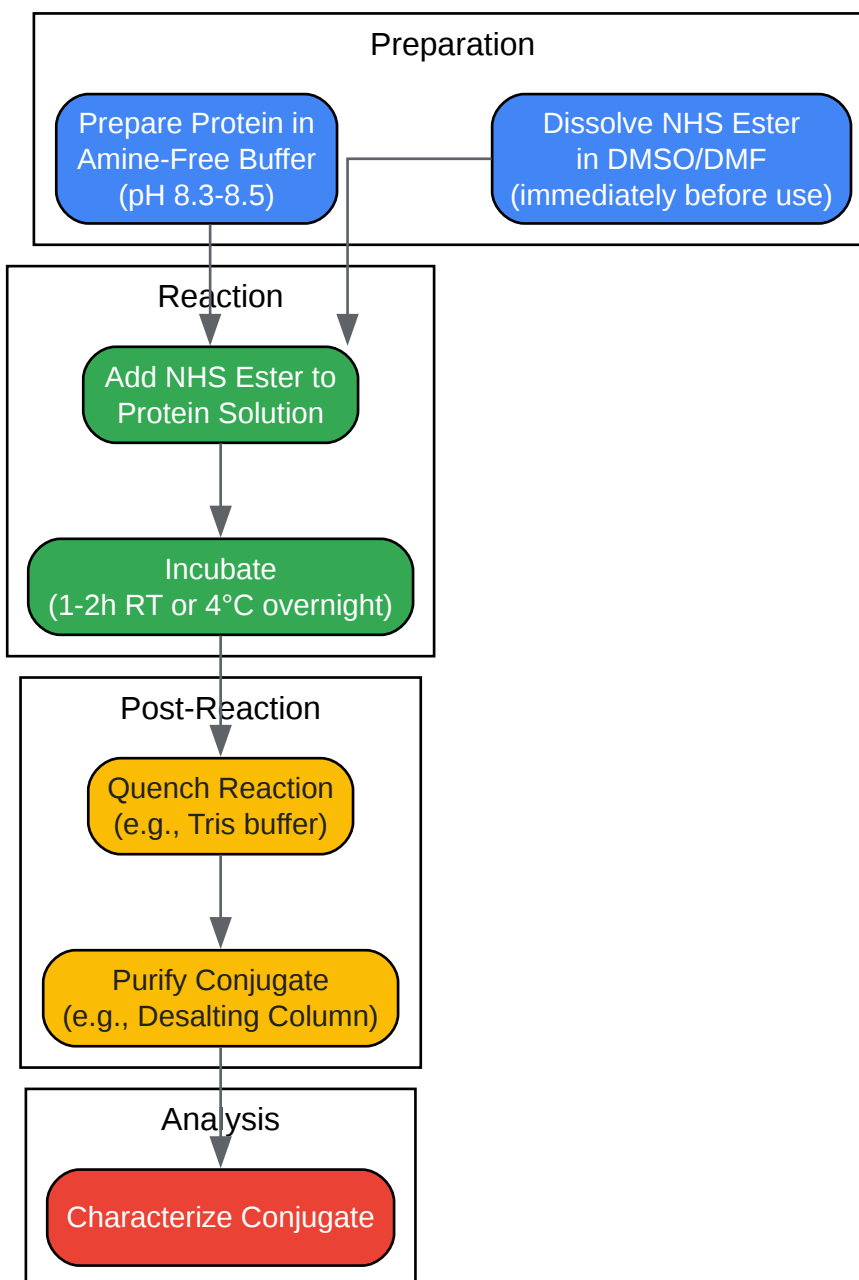 Preparation
Prepare Protein in
Amine-Free Buffer
(pH 8.3-8.5)
Dissolve NHS Ester
in DMSO/DMF
(immediately before use)
Reaction
Add NHS Ester to
Protein Solution
Incubate
(1-2h RT or 4°C overnight)
Post-Reaction
Quench Reaction
(e.g., Tris buffer)
Purify Conjugate
(e.g., Desalting Column)
Analysis
Characterize Conjugate